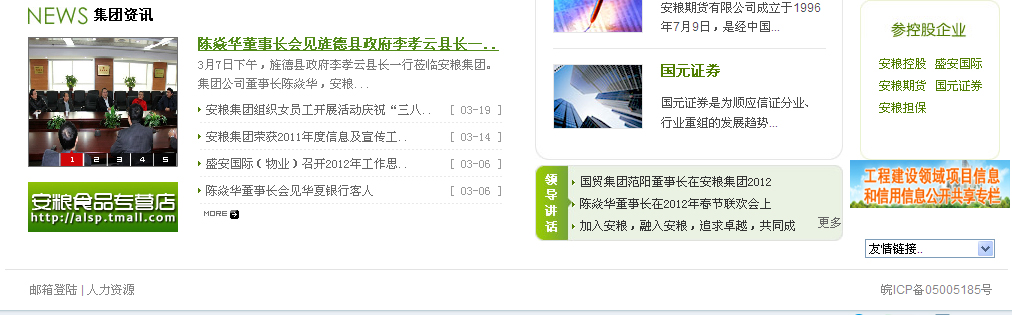 NEWS 集团资讯
陈焱华董事长会见旌德县政府李孝云县长一..
3月7日下午，旌德县政府李孝云县长一行莅临安粮集团。
集团公司董事长陈焱华，安粮...
安粮集团组织女员工开展活动庆祝“三八.. [ 03-19 ]
安粮集团荣获2011年度信息及宣传工.. [ 03-14 ]
盛安国际（物业）召开2012年工作思.. [ 03-06 ]
陈焱华董事长会见华夏银行客人 [ 03-06 ]
MORE
1 2 3 4 5
安粮食品专营店
http://alsp.tmall.com
安粮期货有限公司成立于1996
年7月9日，是经中国...
国元证券
国元证券是为顺应信证分业、
行业重组的发展趋势...
领导讲话
国贸集团范阳董事长在安粮集团2012
陈焱华董事长在2012年春节联欢会上
加入安粮，融入安粮，追求卓越，共同成
更多
参控股企业
安粮控股 盛安国际
安粮期货 国元证券
安粮担保
工程建设领域项目信息
和信用信息公开共享专栏
友情链接..
邮箱登陆 | 人力资源
皖ICP备05005185号